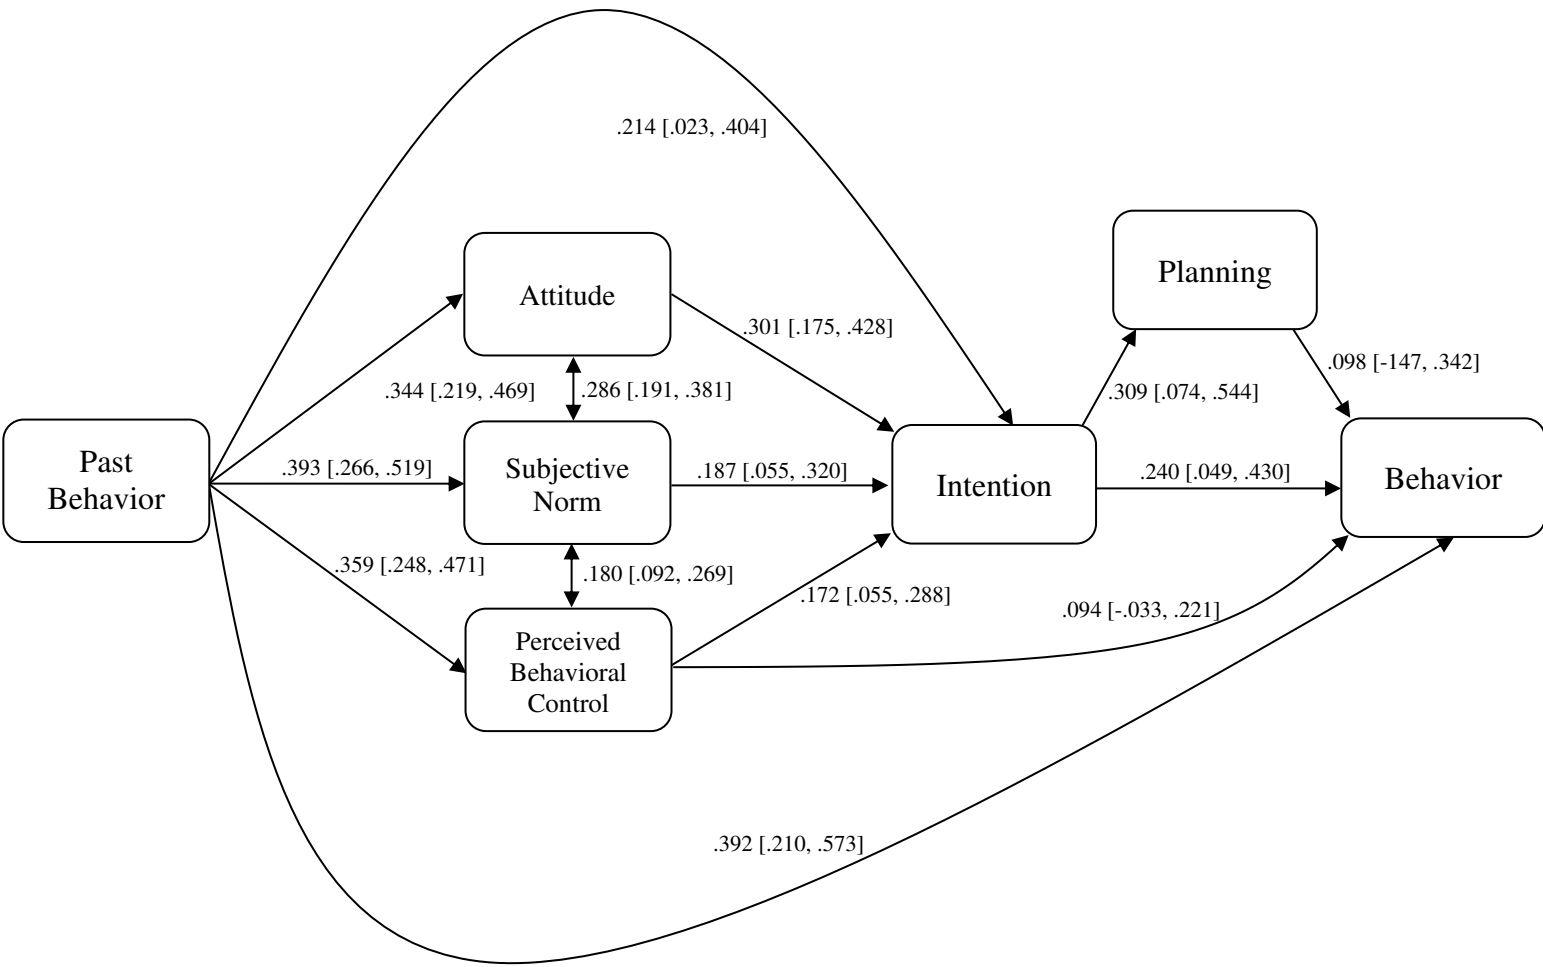 .214 [.023, .404]
Planning
Attitude
.301 [.175, .428]
.098 [-147, .342]
.344 [.219, .469]
.286 [.191, .381]
.309 [.074, .544]
Past
Behavior
.393 [.266, .519]
Subjective
Norm
.187 [.055, .320]
Intention
.240 [.049, .430]
Behavior
.359 [.248, .471]
.180 [.092, .269]
.172 [.055, .288]
.094 [-.033, .221]
Perceived
Behavioral
Control
.392 [.210, .573]